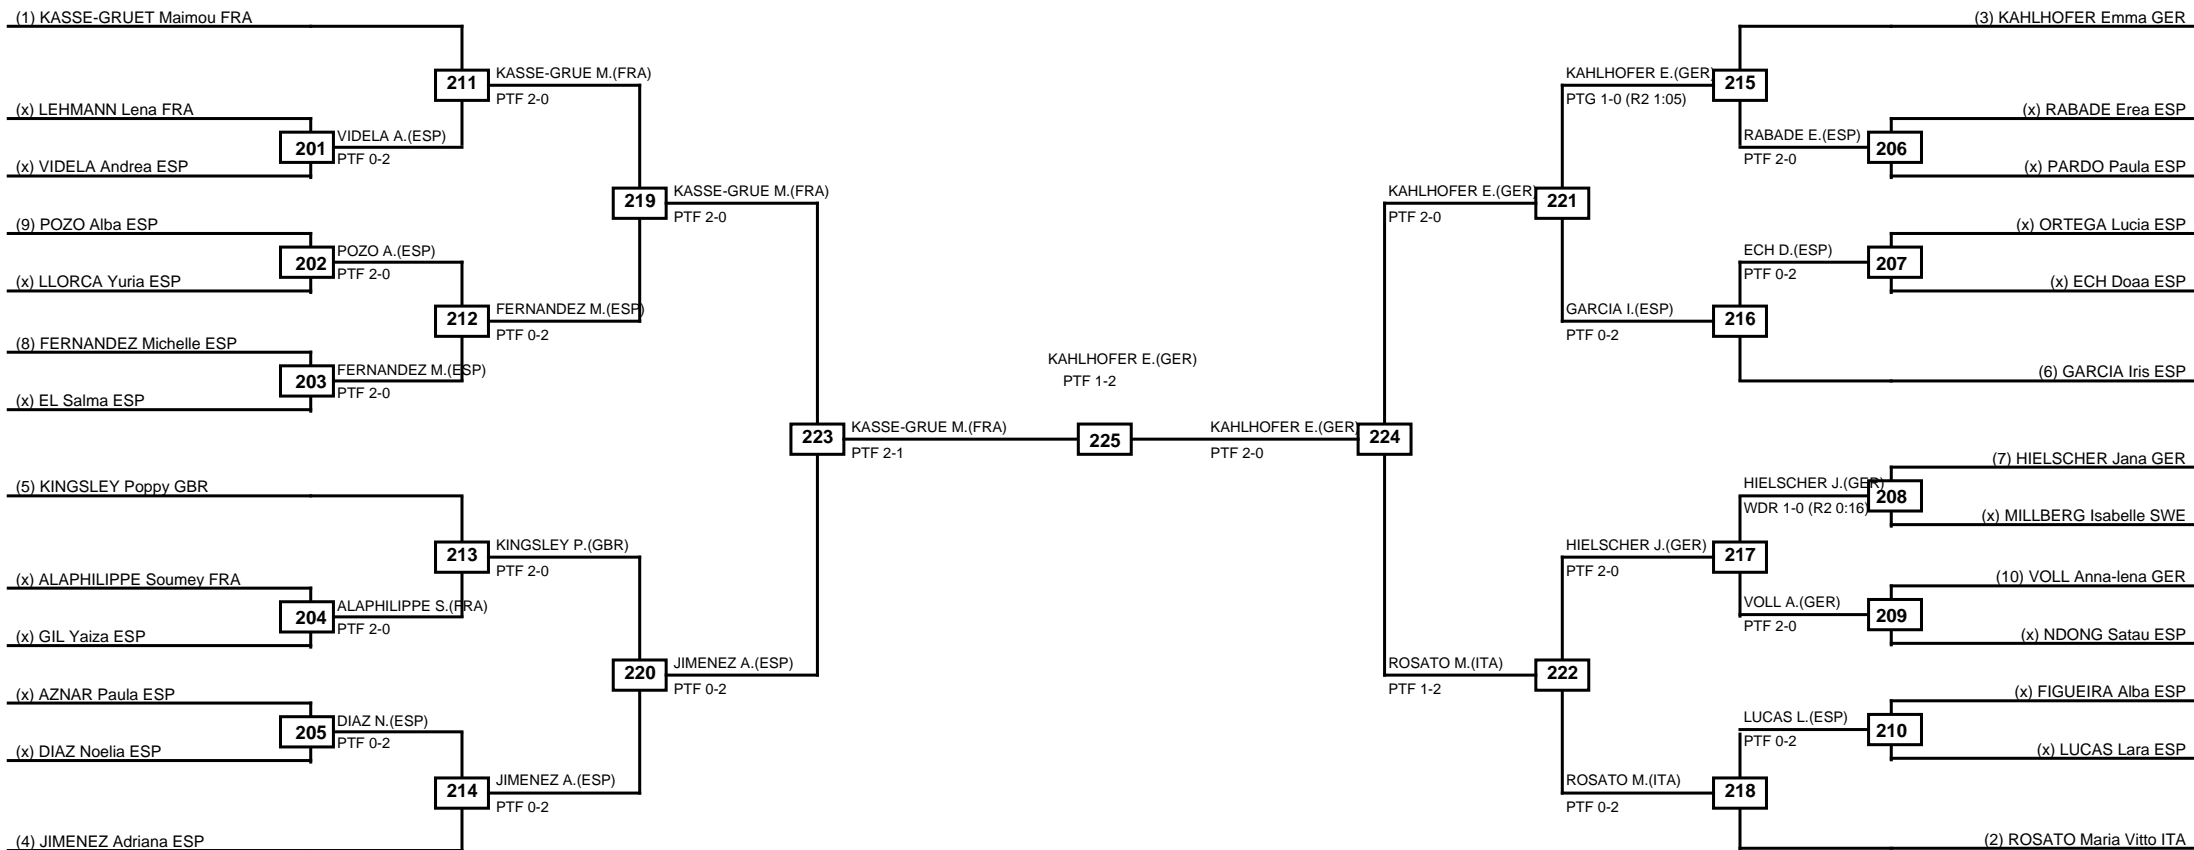 (1) KASSE-GRUET Maimou FRA
(x) LEHMANN Lena FRA
(x) VIDELA Andrea ESP
(9) POZO Alba ESP
(x) LLORCA Yuria ESP
(8) FERNANDEZ Michelle ESP
(x) EL Salma ESP
(5) KINGSLEY Poppy GBR
(x) ALAPHILIPPE Soumey FRA
(x) GIL Yaiza ESP
(x) AZNAR Paula ESP
(x) DIAZ Noelia ESP
(4) JIMENEZ Adriana ESP
201
VIDELA A.(ESP)
PTF 0-2
202
POZO A.(ESP)
PTF 2-0
203
FERNANDEZ M.(ESP)
PTF 2-0
204
ALAPHILIPPE S.(FRA)
PTF 2-0
205
DIAZ N.(ESP)
PTF 0-2
211
KASSE-GRUE M.(FRA)
PTF 2-0
212
FERNANDEZ M.(ESP)
PTF 0-2
213
KINGSLEY P.(GBR)
PTF 2-0
214
JIMENEZ A.(ESP)
PTF 0-2
219
KASSE-GRUE M.(FRA)
PTF 2-0
220
JIMENEZ A.(ESP)
PTF 0-2
223
KASSE-GRUE M.(FRA)
PTF 2-1
KAHLHOFER E.(GER)
PTF 1-2
225
KAHLHOFER E.(GER)
PTF 2-0
224
KAHLHOFER E.(GER)
PTF 2-0
221
ROSATO M.(ITA)
PTF 1-2
222
KAHLHOFER E.(GER)
PTG 1-0 (R2 1:05)
215
GARCIA I.(ESP)
PTF 0-2
216
HIELSCHER J.(GER)
PTF 2-0
217
ROSATO M.(ITA)
PTF 0-2
218
RABADE E.(ESP)
PTF 2-0
206
ECH D.(ESP)
PTF 0-2
207
HIELSCHER J.(GER)
WDR 1-0 (R2 0:16)
208
VOLL A.(GER)
PTF 2-0
209
LUCAS L.(ESP)
PTF 0-2
210
(3) KAHLHOFER Emma GER
(x) RABADE Erea ESP
(x) PARDO Paula ESP
(x) ORTEGA Lucia ESP
(x) ECH Doaa ESP
(6) GARCIA Iris ESP
(7) HIELSCHER Jana GER
(x) MILLBERG Isabelle SWE
(10) VOLL Anna-lena GER
(x) NDONG Satau ESP
(x) FIGUEIRA Alba ESP
(x) LUCAS Lara ESP
(2) ROSATO Maria Vitto ITA